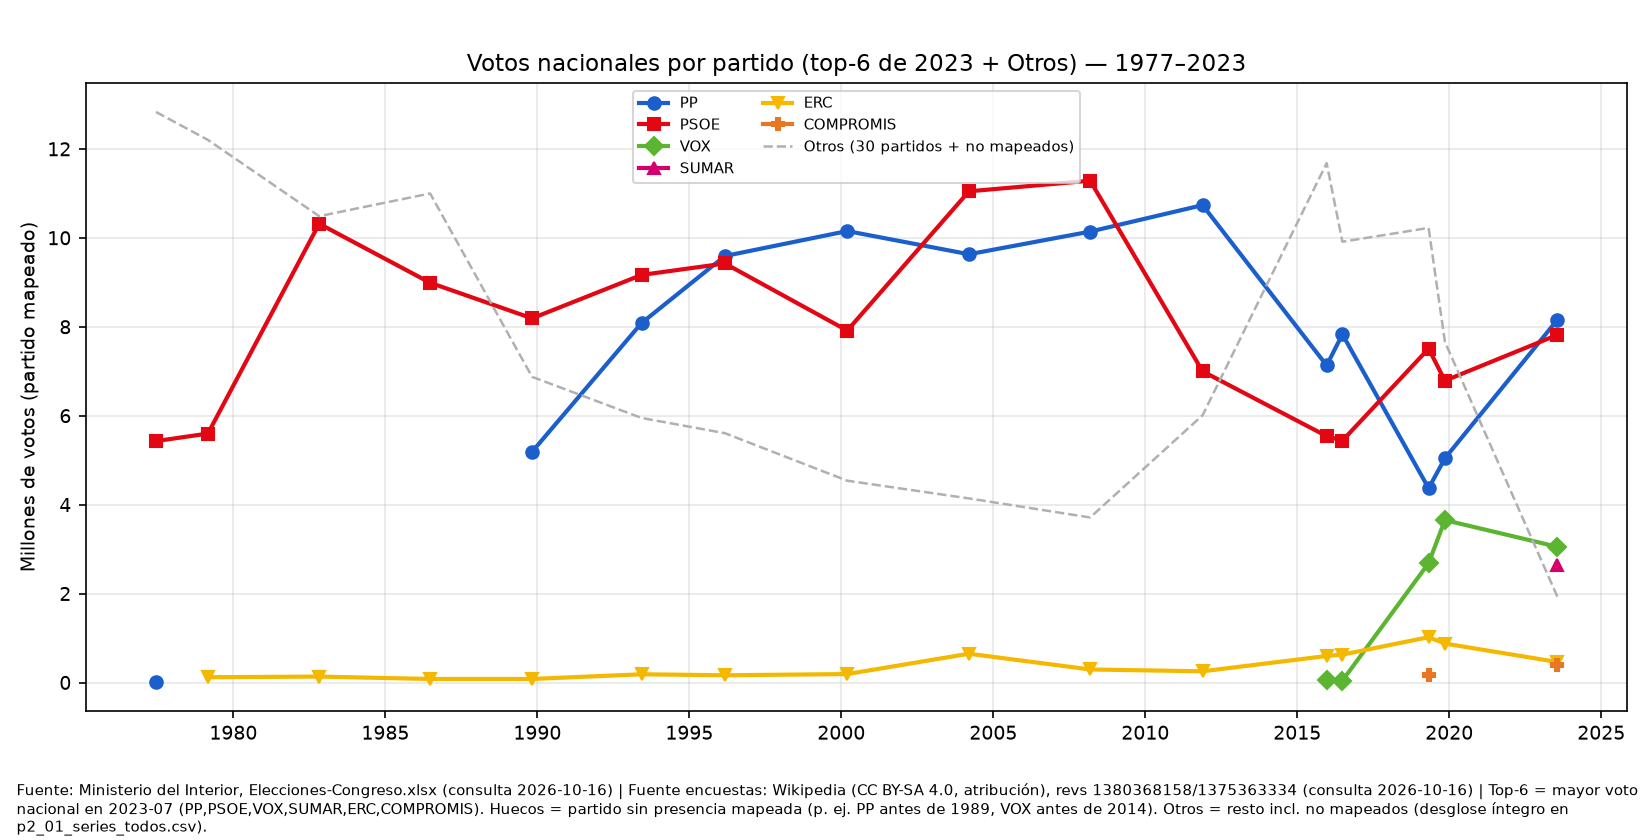 Votos nacionales por partido (top-6 de 2023 + Otros) — 1977–2023
PP
PSOE
VOX
SUMAR
ERC
COMPROMIS
Otros (30 partidos + no mapeados)
Millones de votos (partido mapeado)
12
10
8
6
4
2
0
1980
1985
1990
1995
2000
2005
2010
2015
2020
2025
Fuente: Ministerio del Interior, Elecciones-Congreso.xlsx (consulta 2026-10-16) | Fuente encuestas: Wikipedia (CC BY-SA 4.0, atribución), revs 1380368158/1375363334 (consulta 2026-10-16) | Top-6 = mayor voto
nacional en 2023-07 (PP,PSOE,VOX,SUMAR,ERC,COMPROMIS). Huecos = partido sin presencia mapeada (p. ej. PP antes de 1989, VOX antes de 2014). Otros = resto incl. no mapeados (desglose íntegro en
p2_01_series_todos.csv).